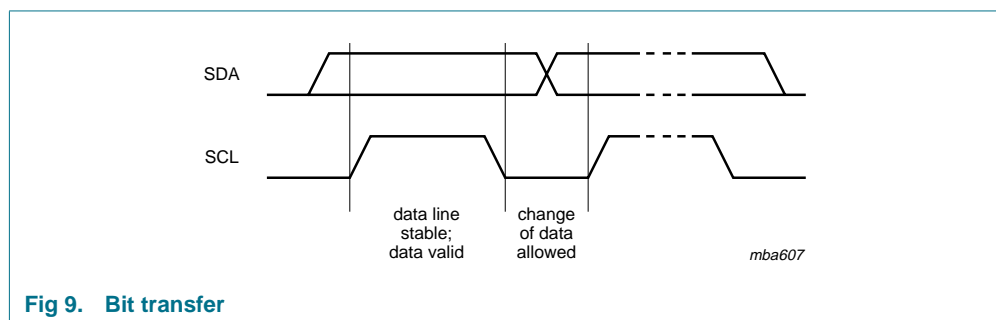 SDA
SCL
data line
stable;
data valid
change
of data
allowed
mba607
Fig 9. Bit transfer